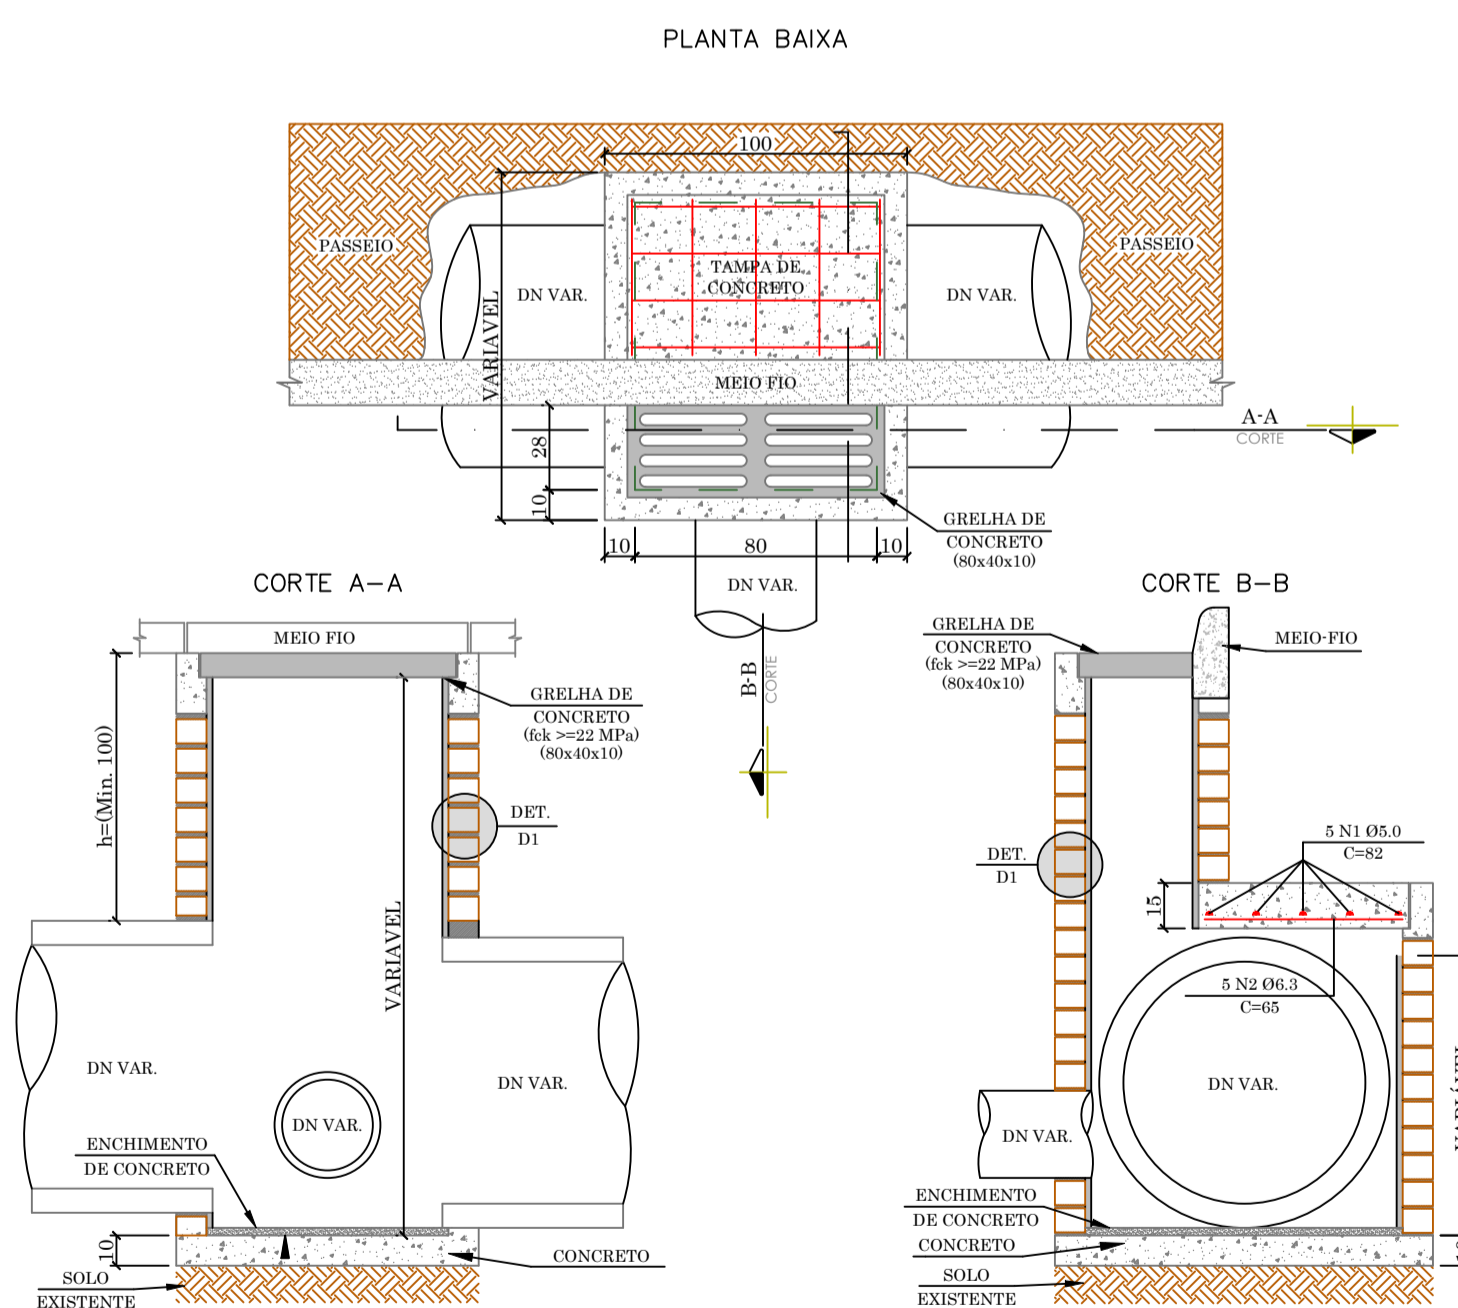 PLANTA BAIXA
100
PASSEIO
PASSEIO
TAMPA DE
CONCRETO
DN VAR.
DN VAR.
VARIAVEL
MEIO FIO
A-A
CORTE
28
10
GRELHA DE
CONCRETO
(80x40x10)
10
80
10
DN VAR.
B-B
CORTE
CORTE A-A
MEIO FIO
GRELHA DE
CONCRETO
(fck >=22 MPa)
(80x40x10)
h=(Min. 100)
DET.
D1
VARIAVEL
DN VAR.
DN VAR.
DN VAR.
ENCHIMENTO
DE CONCRETO
10
CONCRETO
SOLO
EXISTENTE
CORTE B-B
GRELHA DE
CONCRETO
(fck >=22 MPa)
(80x40x10)
MEIO-FIO
5 N1 Ø5.0
C=82
DET.
D1
15
5 N2 Ø6.3
C=65
DN VAR.
DN VAR.
ENCHIMENTO
DE CONCRETO
CONCRETO
SOLO
EXISTENTE